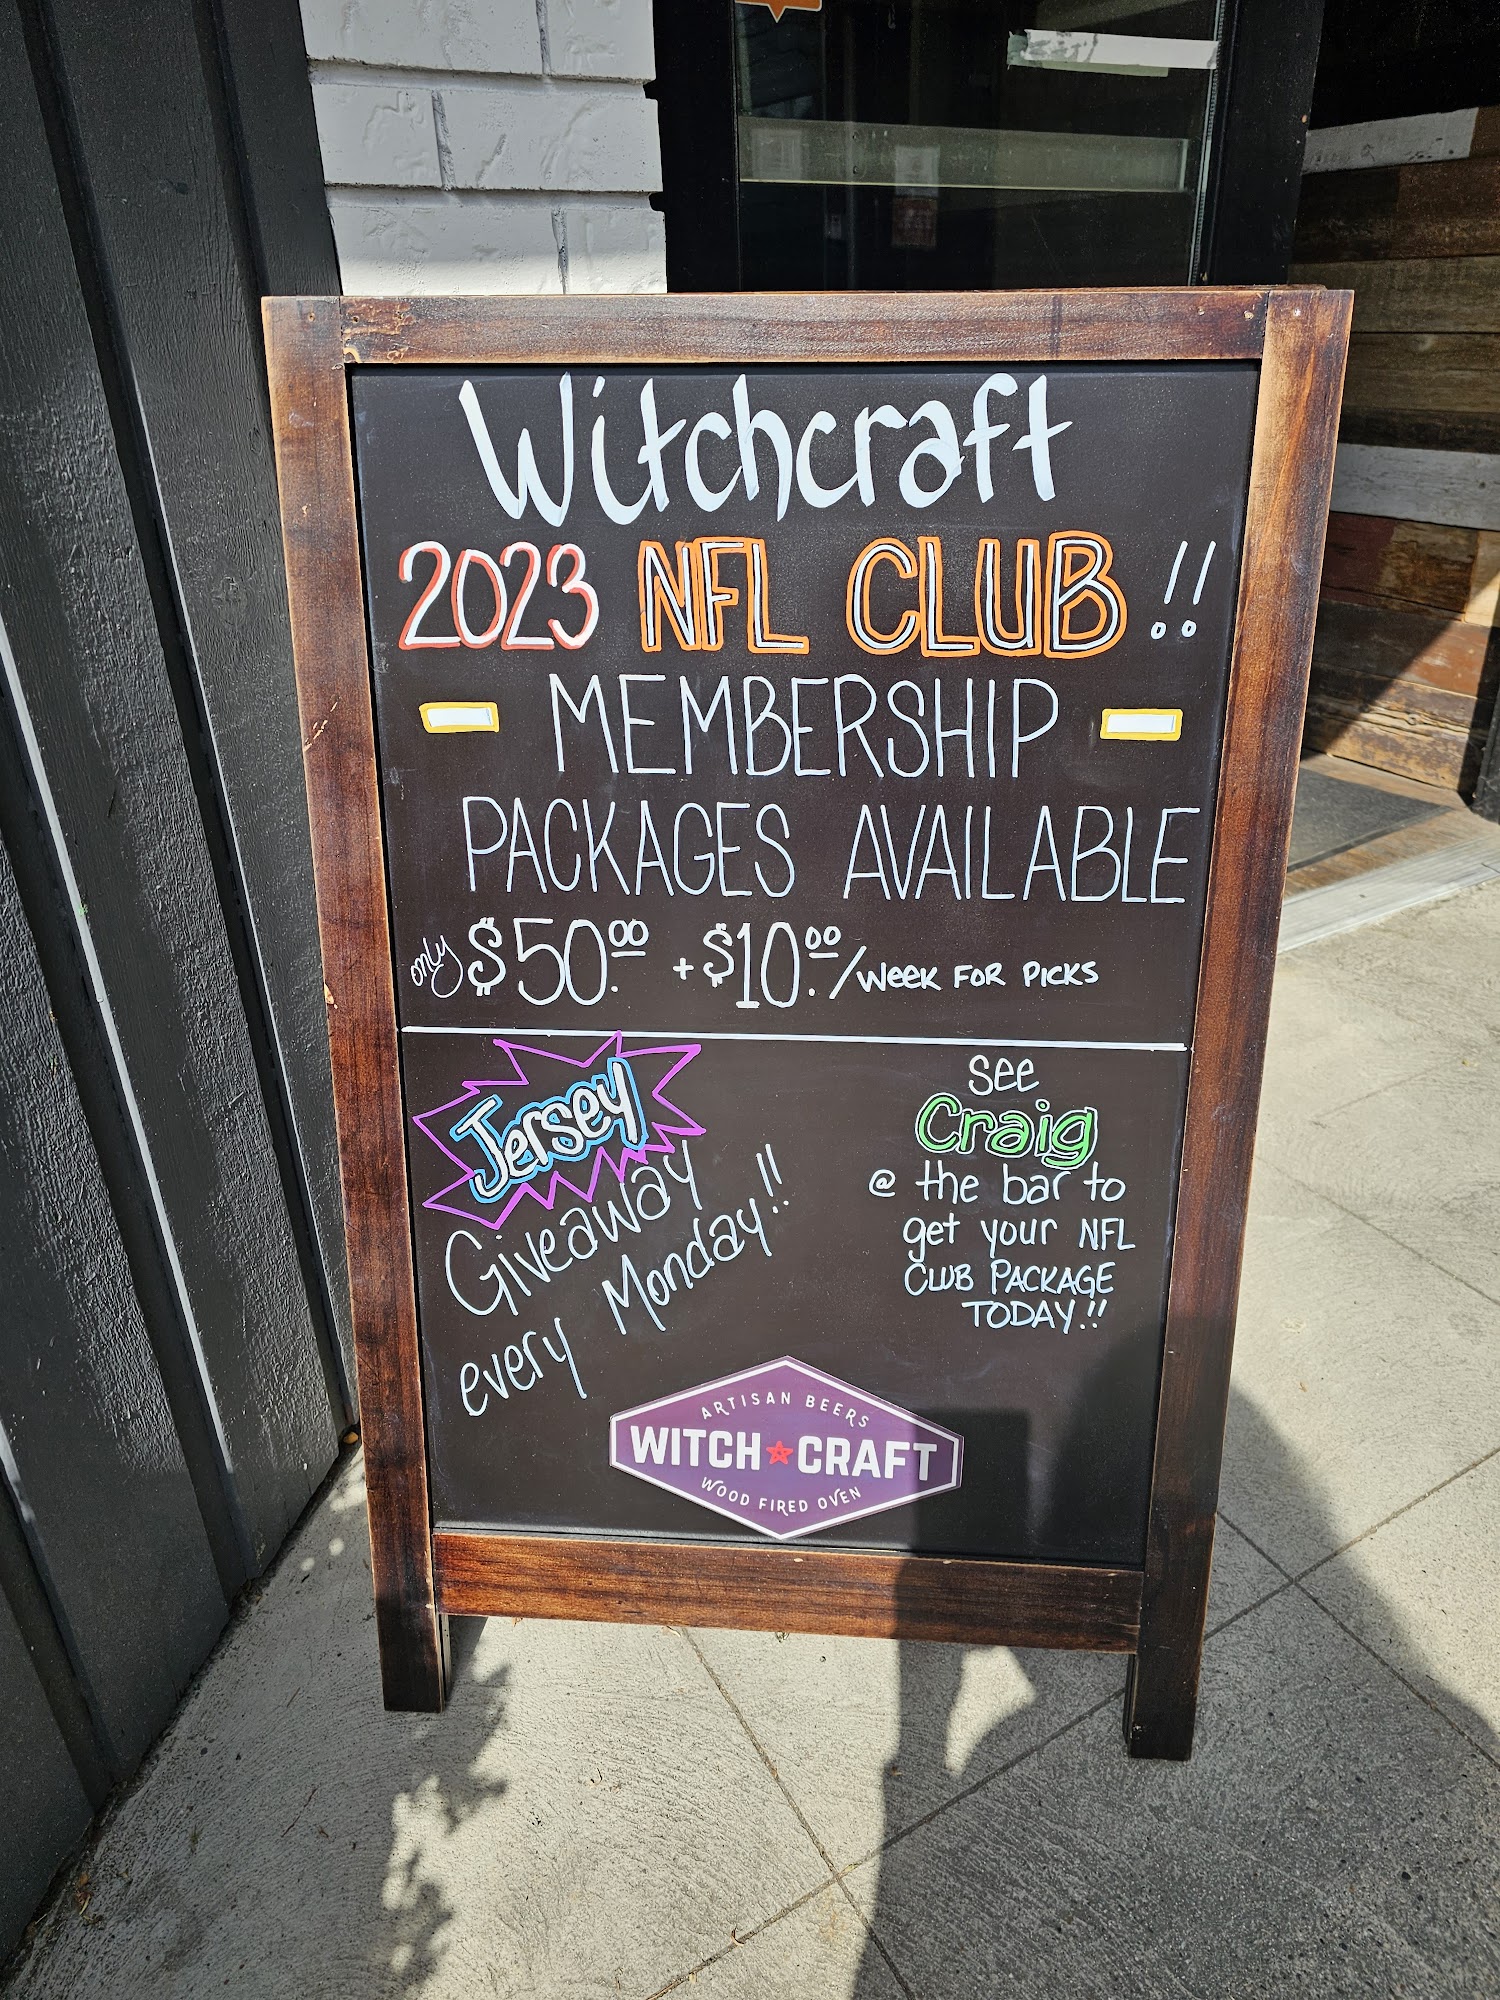 Witchcraft
2023 NFL CLUB!!
- MEMBERSHIP -
PACKAGES AVAILABLE
only $50.00 + $10.00/week FOR PICKS
Jersey
Giveaway
every Monday!!
see
Craig
@ the bar to
get your NFL
CLUB PACKAGE
TODAY!!
ARTISAN BEERS
WITCH★CRAFT
WOOD FIRED OVEN